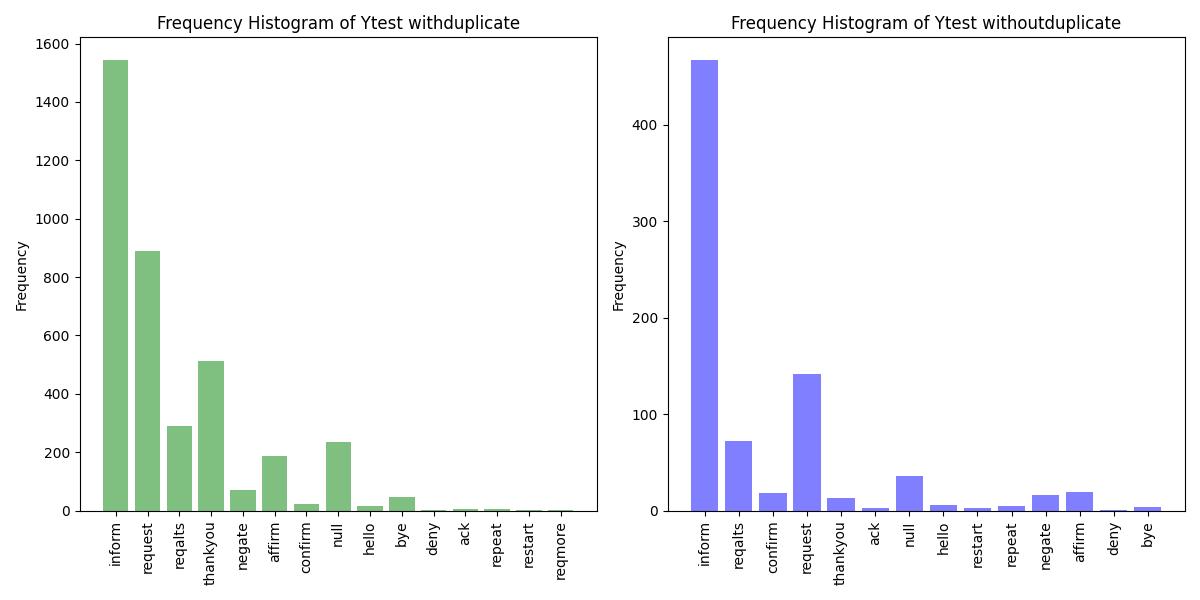 Frequency Histogram of Ytest withduplicate
1600
1400
1200
1000
800
600
400
200
0
Frequency
inform
request
reqalts
thankyou
negate
affirm
confirm
null
hello
bye
deny
ack
repeat
restart
reqmore
Frequency Histogram of Ytest withoutduplicate
400
300
200
100
0
Frequency
inform
reqalts
confirm
request
thankyou
ack
null
hello
restart
repeat
negate
affirm
deny
bye